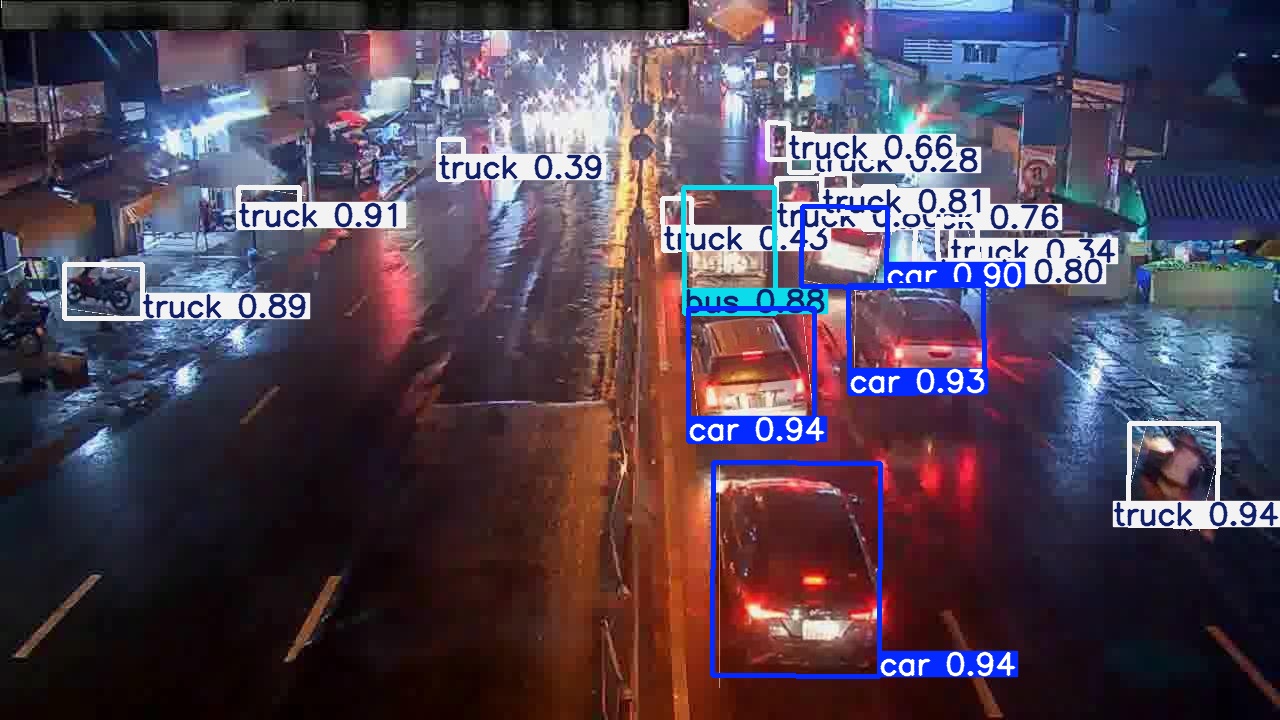 truck 0.66
truck 0.28
truck 0.39
truck 0.81
truck 0.91
truck 0.76
truck 0.43
truck 0.34
car 0.90
0.80
truck 0.89
bus 0.88
car 0.93
car 0.94
truck 0.94
car 0.94